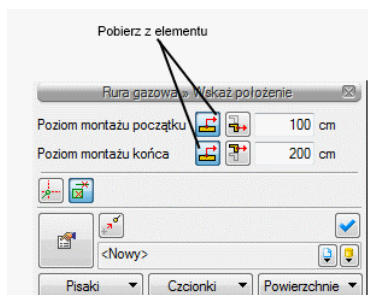 Pobierz z elementu
Rura gazowa » Wskaż położenie
Poziom montażu początku 100 cm
Poziom montażu końca 200 cm
<Nowy>
Pisaki Czcionki Powierzchnie